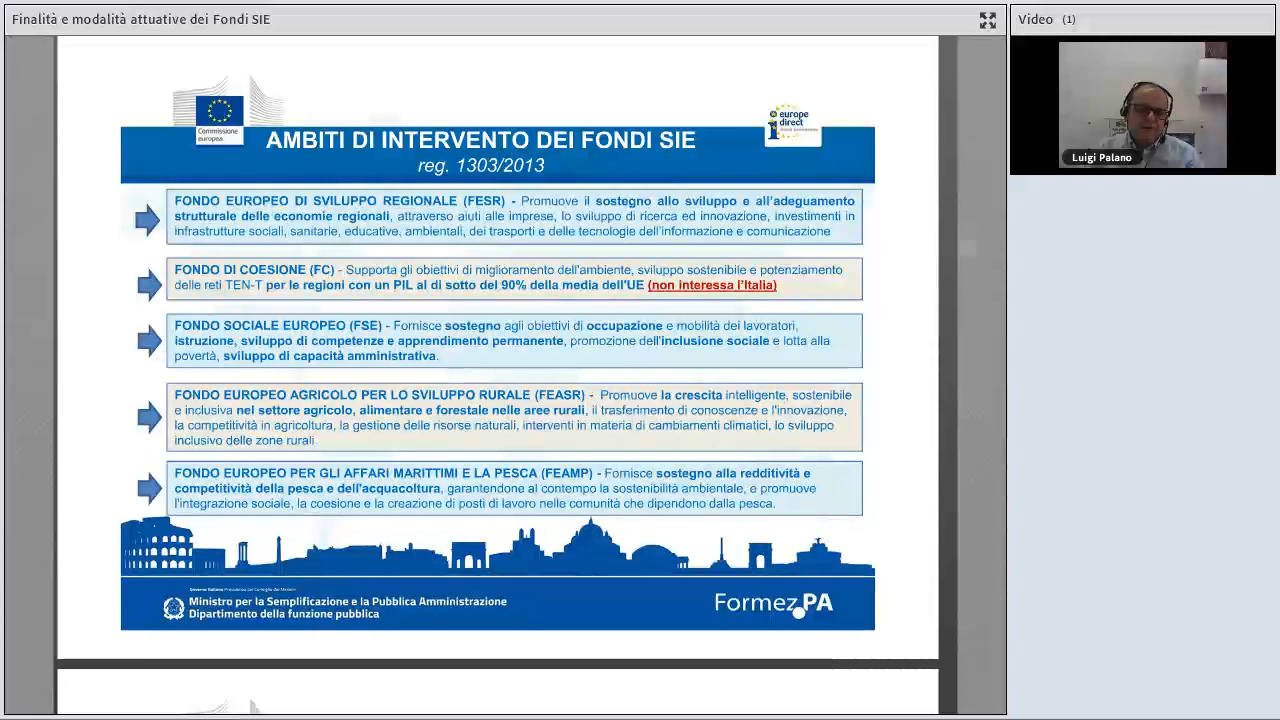 Finalità e modalità attuative dei Fondi SIE
Video (1)
Luigi Palano
Commissione
europea
europe
direct
AMBITI DI INTERVENTO DEI FONDI SIE
reg. 1303/2013
FONDO EUROPEO DI SVILUPPO REGIONALE (FESR) - Promuove il sostegno allo sviluppo e all'adeguamento
strutturale delle economie regionali, attraverso aiuti alle imprese, lo sviluppo di ricerca ed innovazione, investimenti in
infrastrutture sociali, sanitarie, educative, ambientali, dei trasporti e delle tecnologie dell'informazione e comunicazione
FONDO DI COESIONE (FC) - Supporta gli obiettivi di miglioramento dell'ambiente, sviluppo sostenibile e potenziamento
delle reti TEN-T per le regioni con un PIL al di sotto del 90% della media dell'UE (non interessa l'Italia)
FONDO SOCIALE EUROPEO (FSE) - Fornisce sostegno agli obiettivi di occupazione e mobilità dei lavoratori,
istruzione, sviluppo di competenze e apprendimento permanente, promozione dell'inclusione sociale e lotta alla
povertà, sviluppo di capacità amministrativa.
FONDO EUROPEO AGRICOLO PER LO SVILUPPO RURALE (FEASR) - Promuove la crescita intelligente, sostenibile
e inclusiva nel settore agricolo, alimentare e forestale nelle aree rurali, il trasferimento di conoscenze e l'innovazione,
la competitività in agricoltura, la gestione delle risorse naturali, interventi in materia di cambiamenti climatici, lo sviluppo
inclusivo delle zone rurali
FONDO EUROPEO PER GLI AFFARI MARITTIMI E LA PESCA (FEAMP) - Fornisce sostegno alla redditività e
competitività della pesca e dell'acquacoltura, garantendone al contempo la sostenibilità ambientale, e promuove
l'integrazione sociale, la coesione e la creazione di posti di lavoro nelle comunità che dipendono dalla pesca.
Ministro per la Semplificazione e la Pubblica Amministrazione
Dipartimento della funzione pubblica
Formez PA